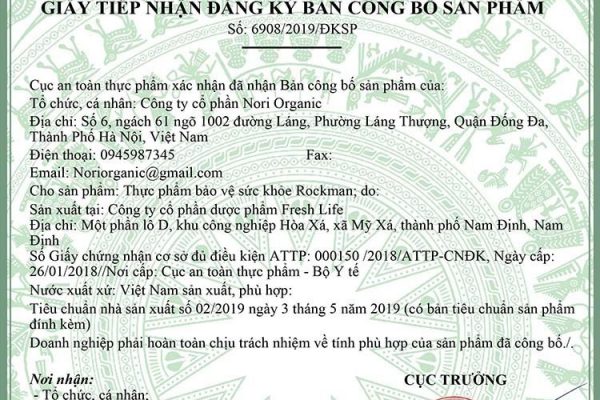 GIẤY TIẾP NHẬN ĐĂNG KÝ BẢN CÔNG BỐ SẢN PHẨM
Số: 6908/2019/ĐKSP
Cục an toàn thực phẩm xác nhận đã nhận Bản công bố sản phẩm của:
Tổ chức, cá nhân: Công ty cổ phần Nori Organic
Địa chỉ: Số 6, ngách 61 ngõ 1002 đường Láng, Phường Láng Thượng, Quận Đống Đa,
Thành Phố Hà Nội, Việt Nam
Điện thoại: 0945987345 Fax:
Email: Noriorganic@gmail.com
Cho sản phẩm: Thực phẩm bảo vệ sức khỏe Rockman; do:
Sản xuất tại: Công ty cổ phần dược phẩm Fresh Life
Địa chỉ: Một phần lô D, khu công nghiệp Hòa Xá, xã Mỹ Xá, thành phố Nam Định, Nam
Định
Số Giấy chứng nhận cơ sở đủ điều kiện ATTP: 000150 /2018/ATTP-CNĐK, Ngày cấp:
26/01/2018//Nơi cấp: Cục an toàn thực phẩm - Bộ Y tế
Nước xuất xứ: Việt Nam sản xuất, phù hợp:
Tiêu chuẩn nhà sản xuất số 02/2019 ngày 3 tháng 5 năm 2019 (có bản tiêu chuẩn sản phẩm
đính kèm)
Doanh nghiệp phải hoàn toàn chịu trách nhiệm về tính phù hợp của sản phẩm đã công bố./.
Nơi nhận: CỤC TRƯỞNG
- Tổ chức, cá nhân;